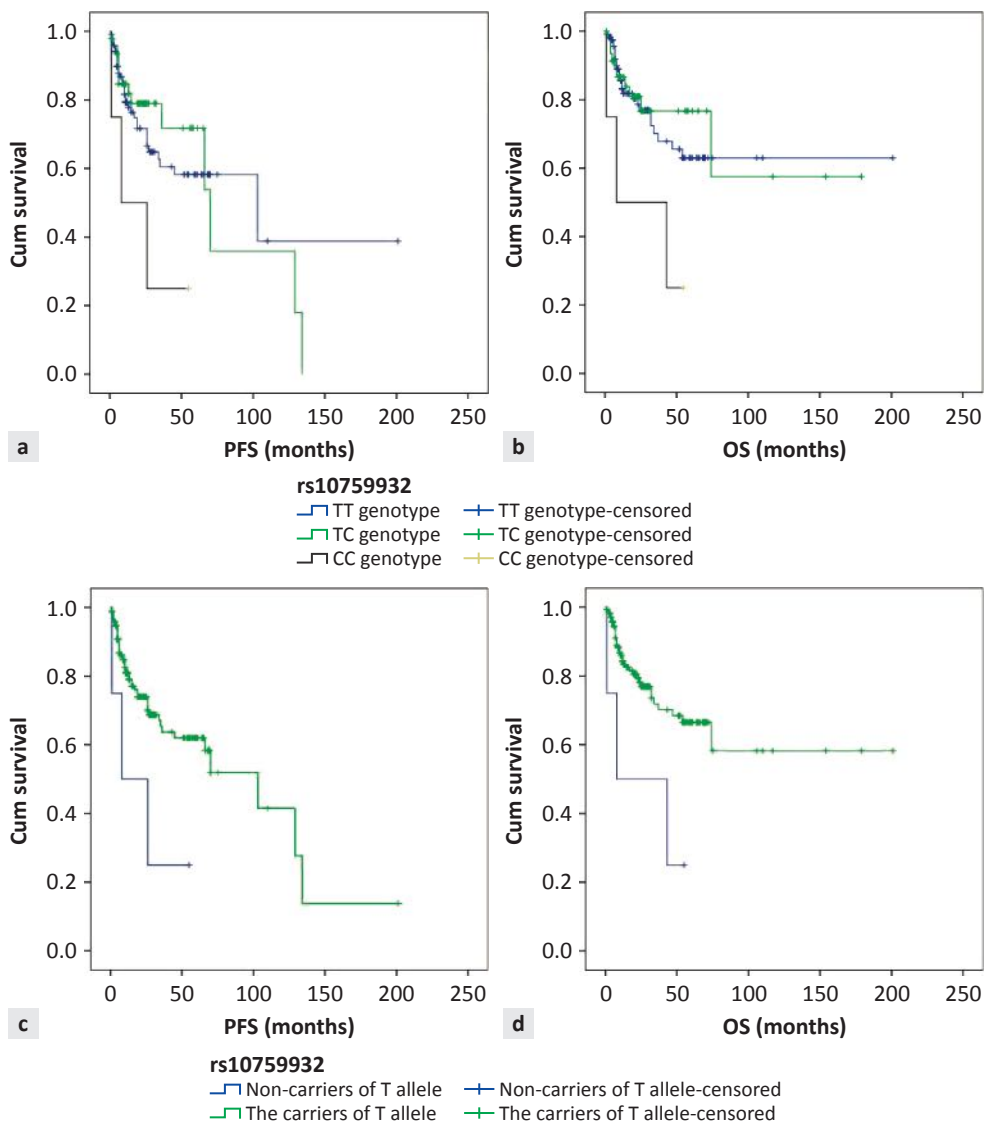 1.0
0.8
0.6
0.4
0.2
0.0
Cum survival
0 50 100 150 200 250
PFS (months)
a
1.0
0.8
0.6
0.4
0.2
0.0
Cum survival
0 50 100 150 200 250
OS (months)
b
rs10759932
TT genotype TT genotype-censored
TC genotype TC genotype-censored
CC genotype CC genotype-censored
1.0
0.8
0.6
0.4
0.2
0.0
Cum survival
0 50 100 150 200 250
PFS (months)
c
1.0
0.8
0.6
0.4
0.2
0.0
Cum survival
0 50 100 150 200 250
OS (months)
d
rs10759932
Non-carriers of T allele Non-carriers of T allele-censored
The carriers of T allele The carriers of T allele-censored